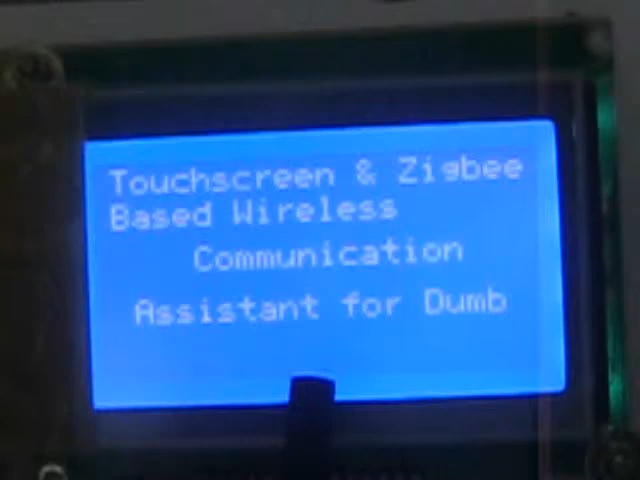 Touchscreen & Zigbee
Based Wireless
Communication
Assistant for Dumb